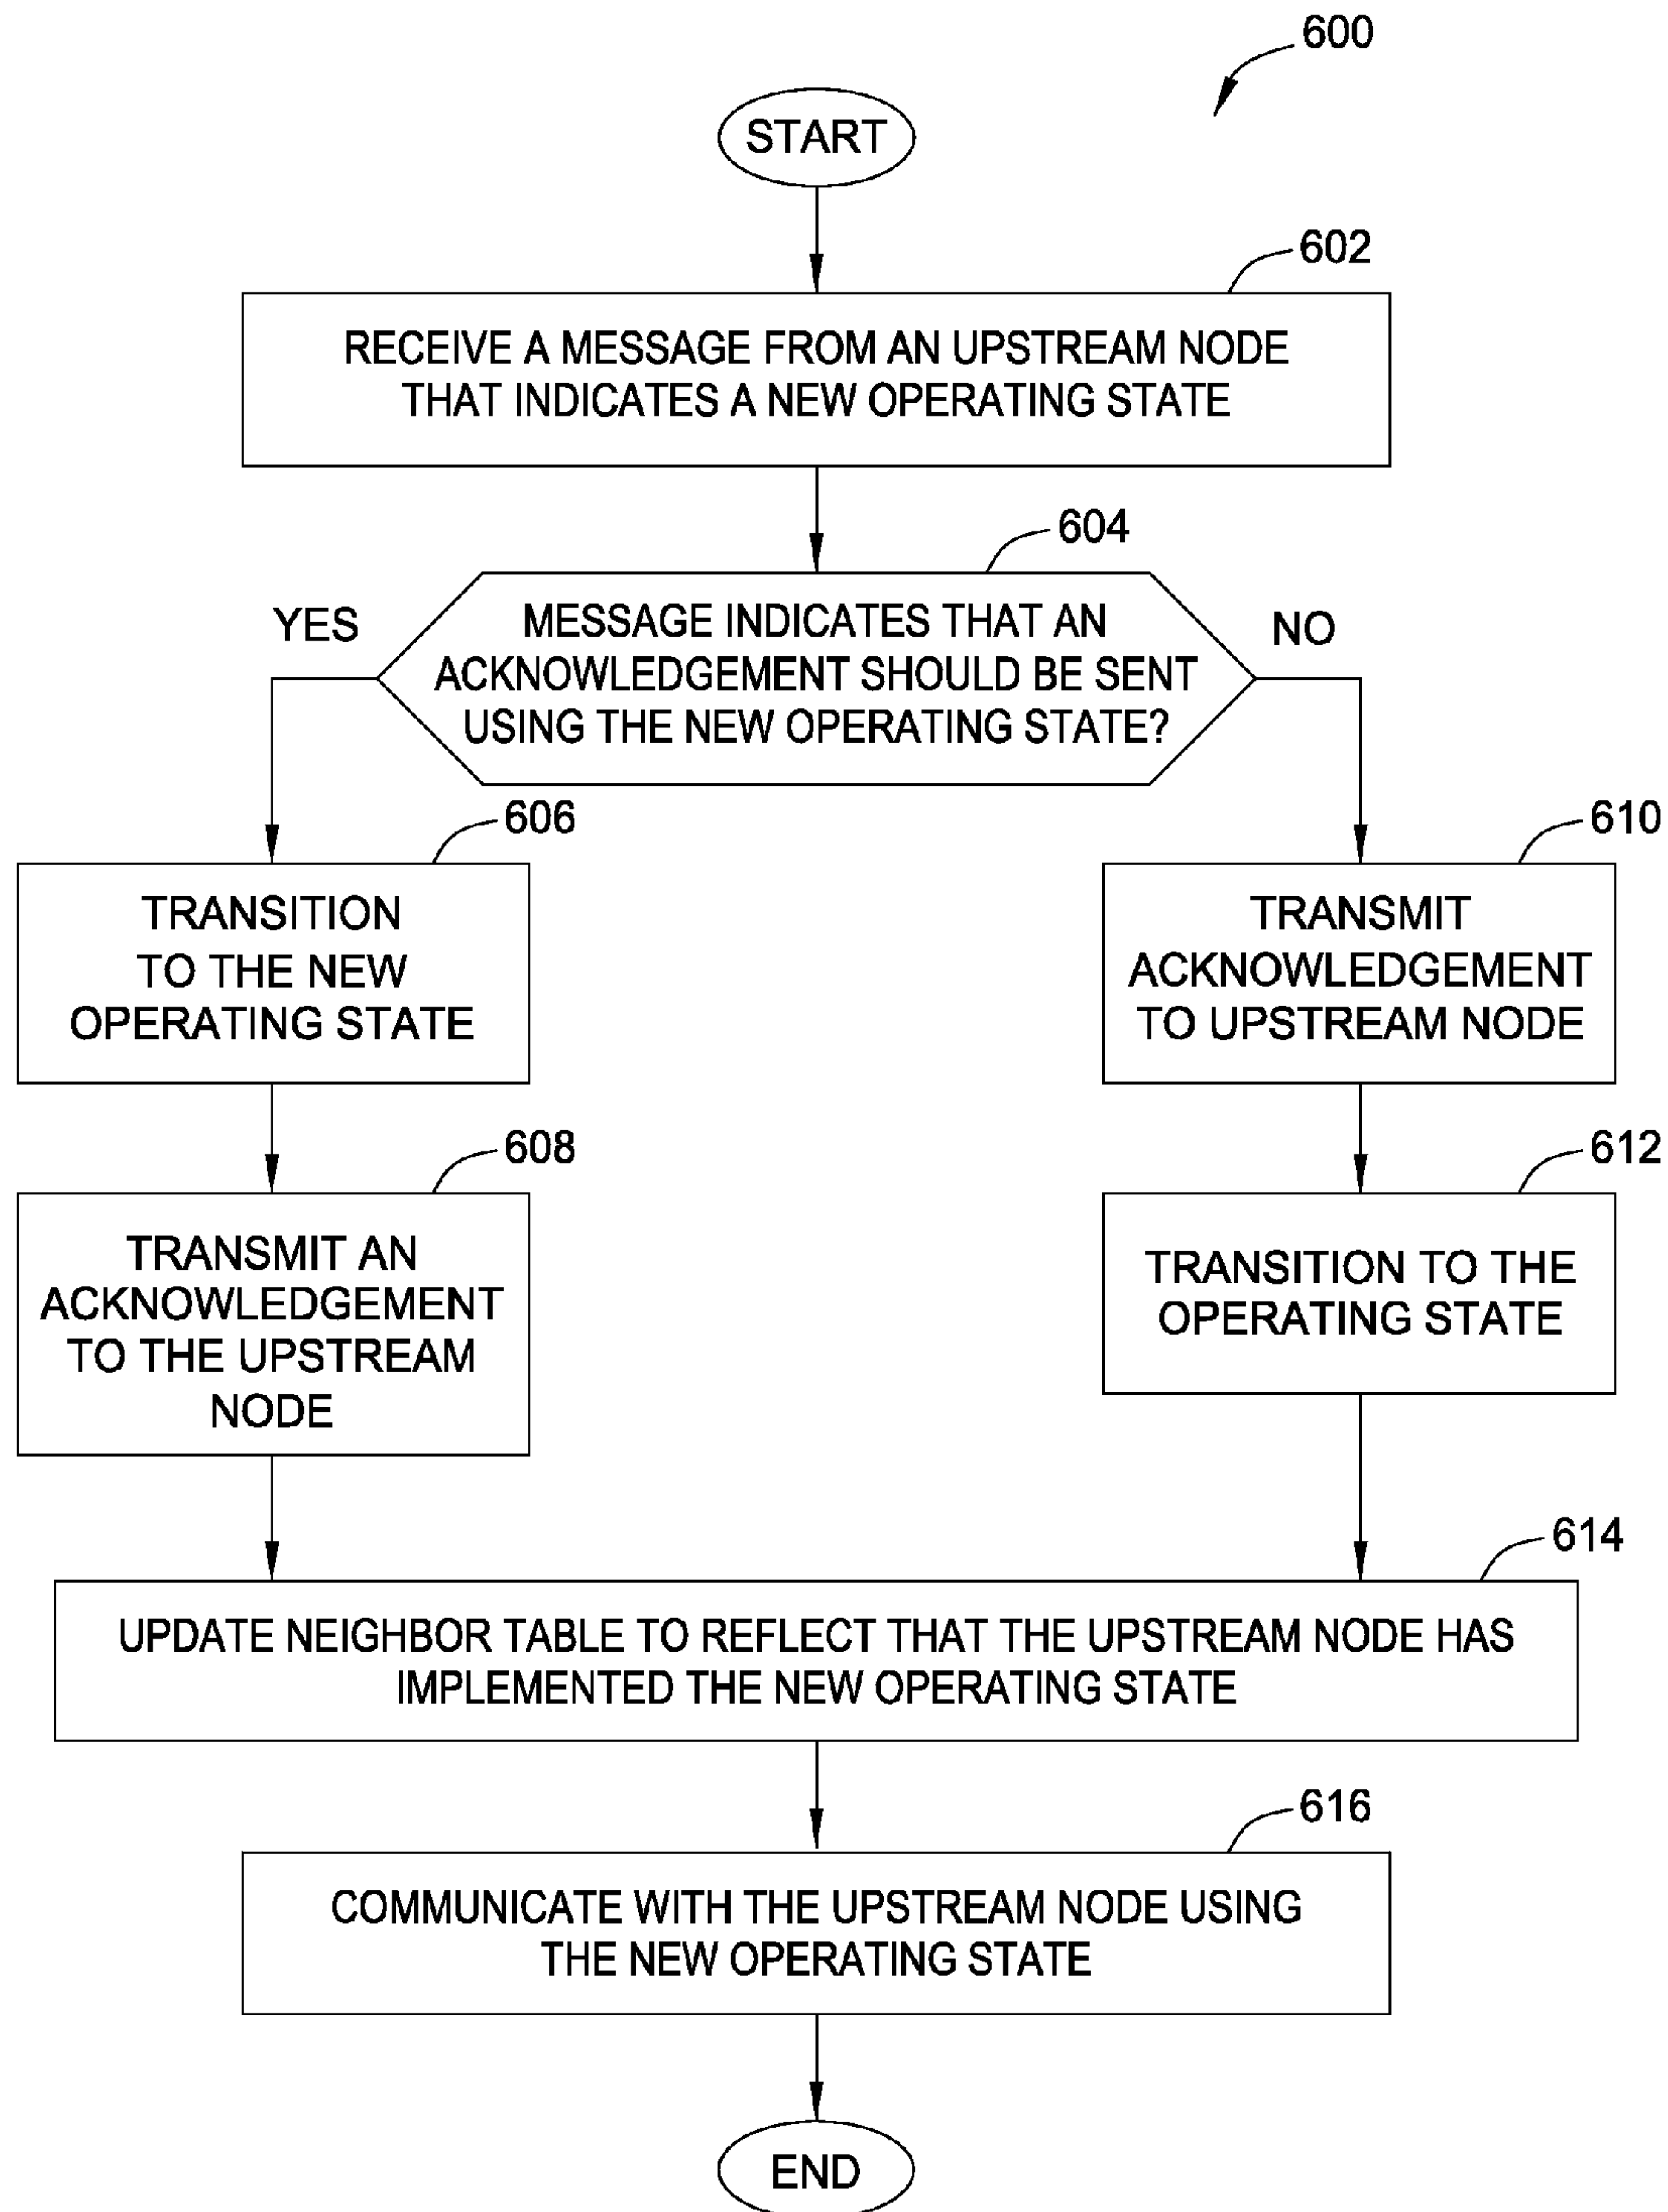 600
START
602
RECEIVE A MESSAGE FROM AN UPSTREAM NODE
THAT INDICATES A NEW OPERATING STATE
604
YES
MESSAGE INDICATES THAT AN
ACKNOWLEDGEMENT SHOULD BE SENT
USING THE NEW OPERATING STATE?
NO
606
TRANSITION
TO THE NEW
OPERATING STATE
610
TRANSMIT
ACKNOWLEDGEMENT
TO UPSTREAM NODE
608
TRANSMIT AN
ACKNOWLEDGEMENT
TO THE UPSTREAM
NODE
612
TRANSITION TO THE
OPERATING STATE
614
UPDATE NEIGHBOR TABLE TO REFLECT THAT THE UPSTREAM NODE HAS
IMPLEMENTED THE NEW OPERATING STATE
616
COMMUNICATE WITH THE UPSTREAM NODE USING
THE NEW OPERATING STATE
END